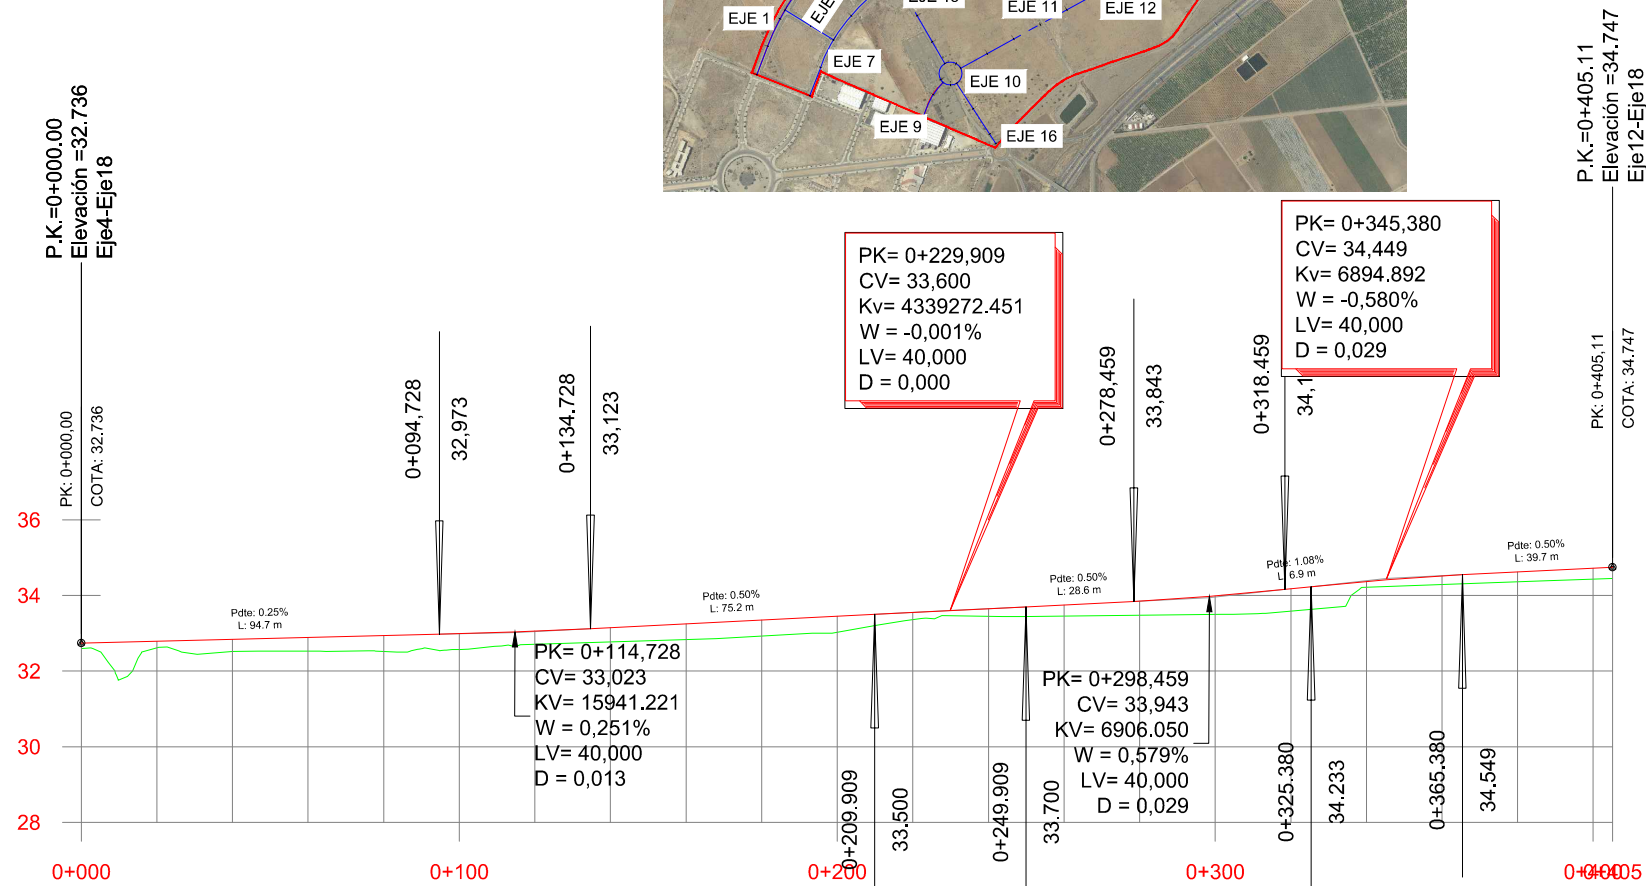 EJE 11
EJE 12
EJE 1
EJE 7
EJE 10
EJE 9
EJE 16
P.K.=0+000.00
Elevación =32.736
Eje4-Eje18
P.K.=0+405.11
Elevación =34.747
Eje12-Eje18
PK= 0+229,909
CV= 33,600
Kv= 4339272.451
W = -0,001%
LV= 40,000
D = 0,000
PK= 0+345,380
CV= 34,449
Kv= 6894.892
W = -0,580%
LV= 40,000
D = 0,029
PK: 0+000,00
COTA: 32.736
0+094,728
32,973
0+134.728
33,123
0+278,459
33,843
0+318.459
34,1
PK: 0+405,11
COTA: 34.747
36
34
32
30
28
Pdte: 0.25%
L: 94.7 m
Pdte: 0.50%
L: 75.2 m
Pdte: 0.50%
L: 28.6 m
Pdte: 1.08%
L: 6.9 m
Pdte: 0.50%
L: 39.7 m
PK= 0+114,728
CV= 33,023
KV= 15941.221
W = 0,251%
LV= 40,000
D = 0,013
PK= 0+298,459
CV= 33,943
KV= 6906.050
W = 0,579%
LV= 40,000
D = 0,029
0+209.909
33.500
0+249.909
33.700
0+325.380
34.233
0+365.380
34.549
0+000
0+100
0+200
0+300